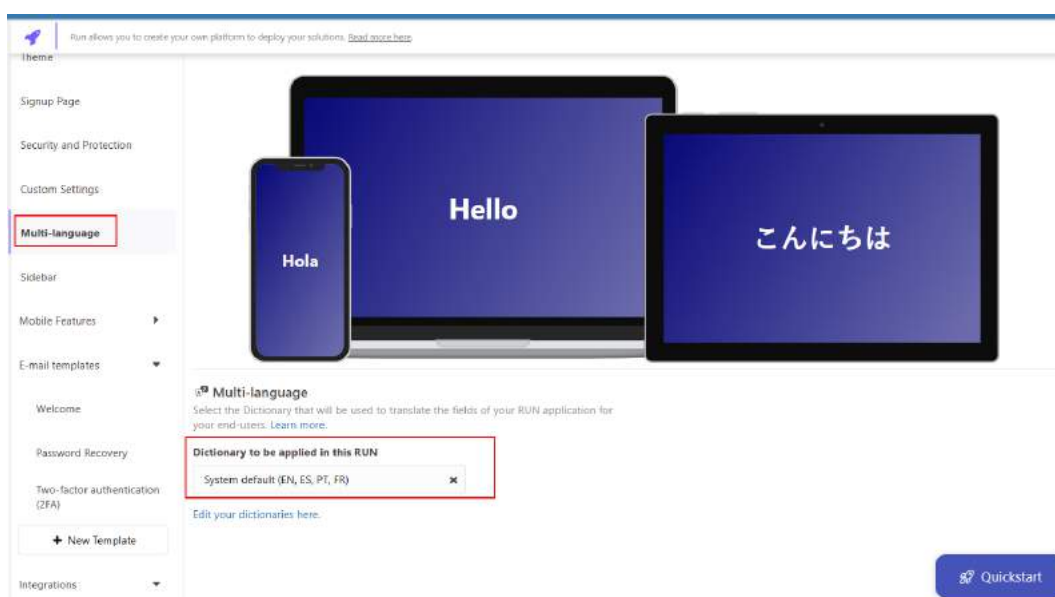 Run allows you to create your own platform to deploy your solutions. Read more here.
Theme
Signup Page
Security and Protection
Custom Settings
Multi-language
Sidebar
Mobile Features
E-mail templates
Welcome
Password Recovery
Two-factor authentication
(2FA)
+ New Template
Integrations
Hola
Hello
こんにちは
Multi-language
Select the Dictionary that will be used to translate the fields of your RUN application for
your end-users. Learn more.
Dictionary to be applied in this RUN
System default (EN, ES, PT, FR)
Edit your dictionaries here.
Quickstart